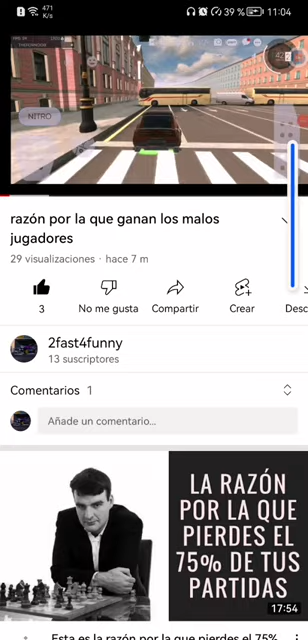 471
K/s
39 %
11:04
NITRO
razón por la que ganan los malos
jugadores
29 visualizaciones · hace 7 m
3
No me gusta
Compartir
Crear
Desc
2fast4funny
13 suscriptores
Comentarios 1
Añade un comentario...
LA RAZÓN
POR LA QUE
PIERDES EL
75% DE TUS
PARTIDAS
17:54
Esta es la razón por la que pierdes el 75%